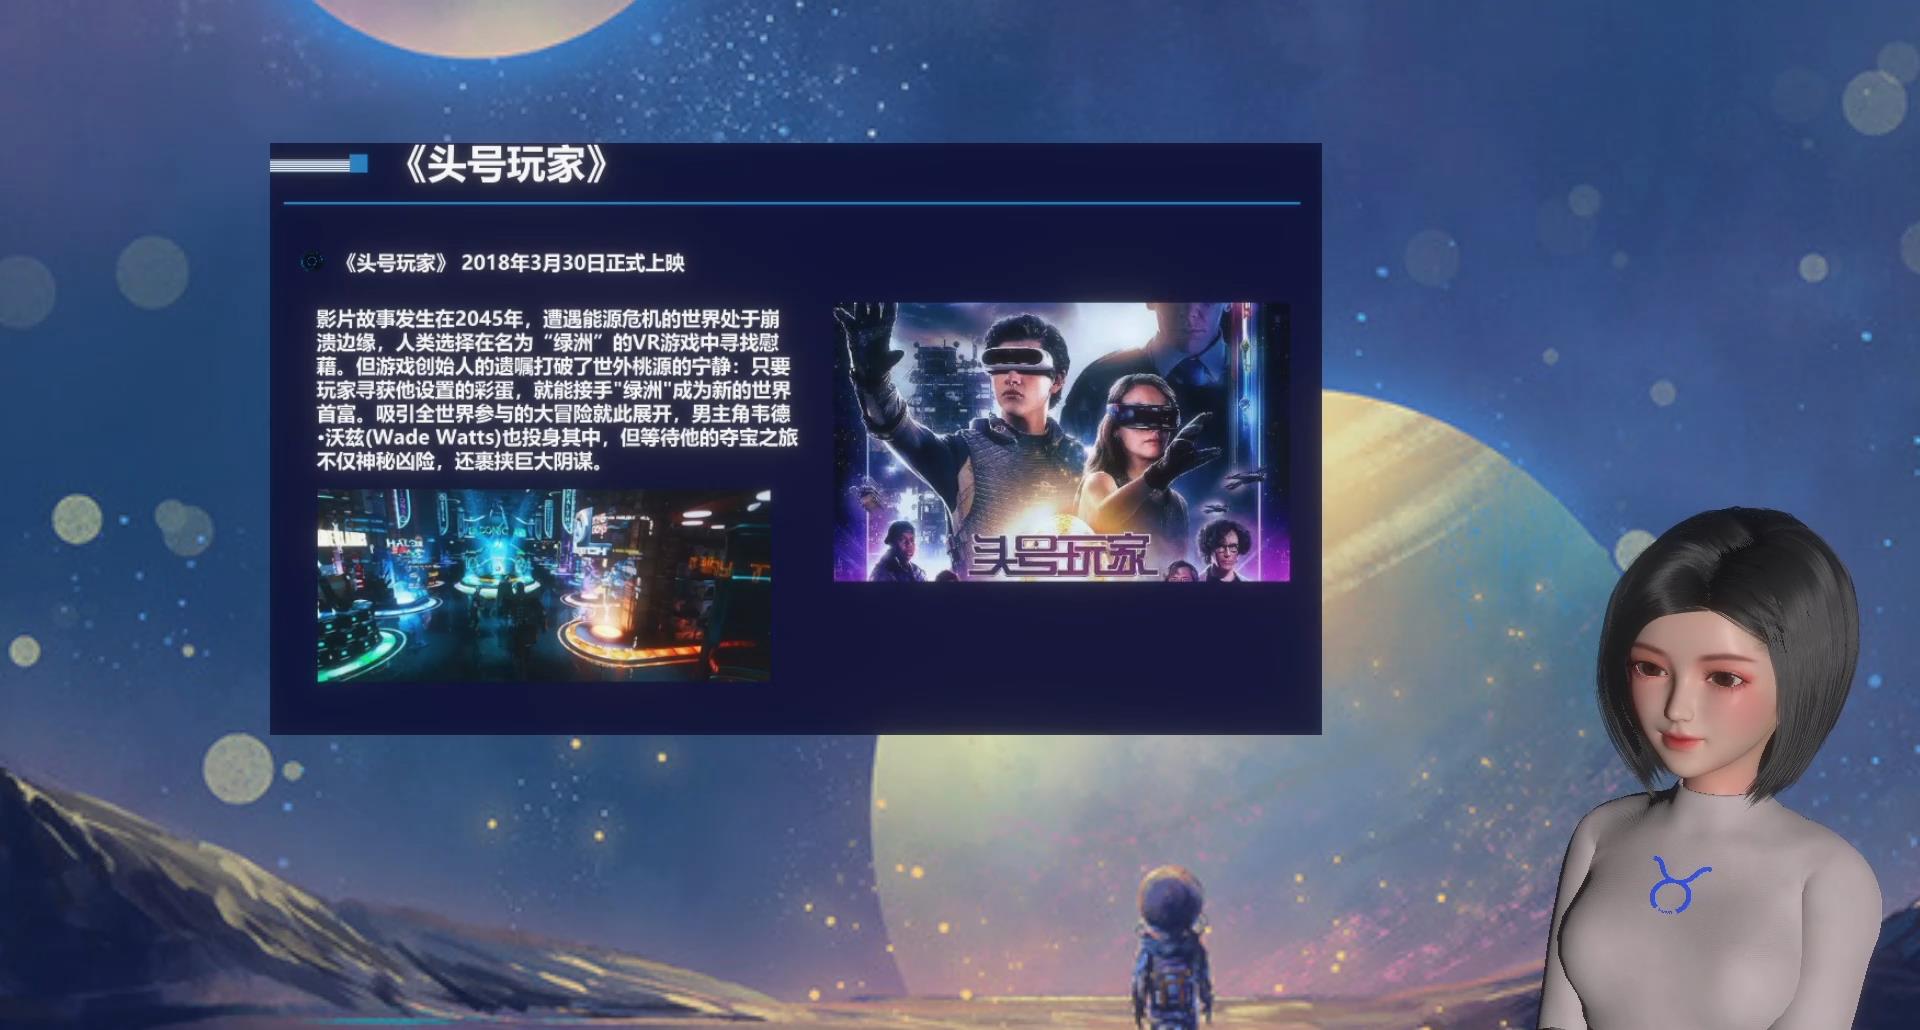 《头号玩家》
《头号玩家》 2018年3月30日正式上映
影片故事发生在2045年，遭遇能源危机的世界处于崩
溃边缘，人类选择在名为“绿洲”的VR游戏中寻找慰
藉。但游戏创始人的遗嘱打破了世外桃源的宁静：只要
玩家寻获他设置的彩蛋，就能接手"绿洲"成为新的世界
首富。吸引全世界参与的大冒险就此展开，男主角韦德
•沃兹(Wade Watts)也投身其中，但等待他的夺宝之旅
不仅神秘凶险，还裹挟巨大阴谋。
头号玩家
HALO